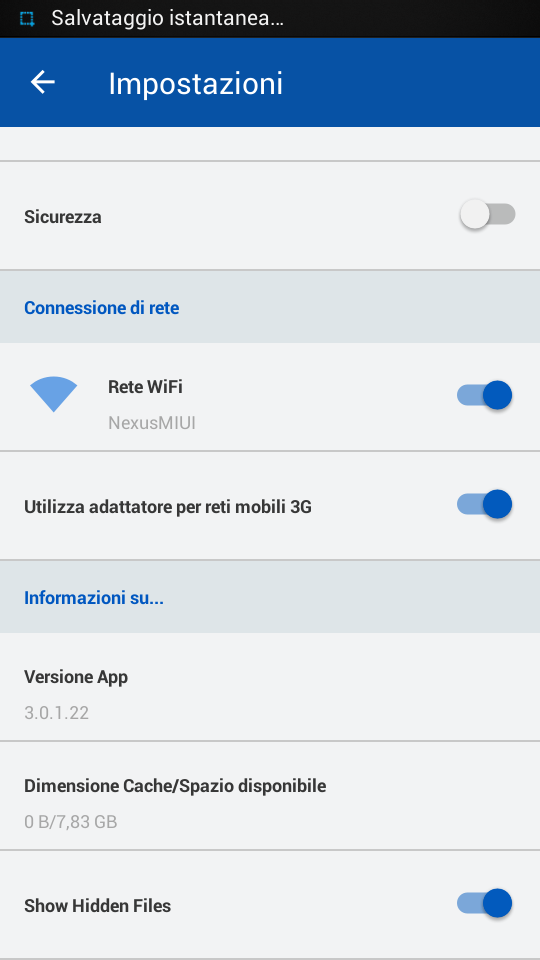 Salvataggio istantanea...
Impostazioni
Sicurezza
Connessione di rete
Rete WiFi
NexusMIUI
Utilizza adattatore per reti mobili 3G
Informazioni su...
Versione App
3.0.1.22
Dimensione Cache/Spazio disponibile
0 B/7,83 GB
Show Hidden Files